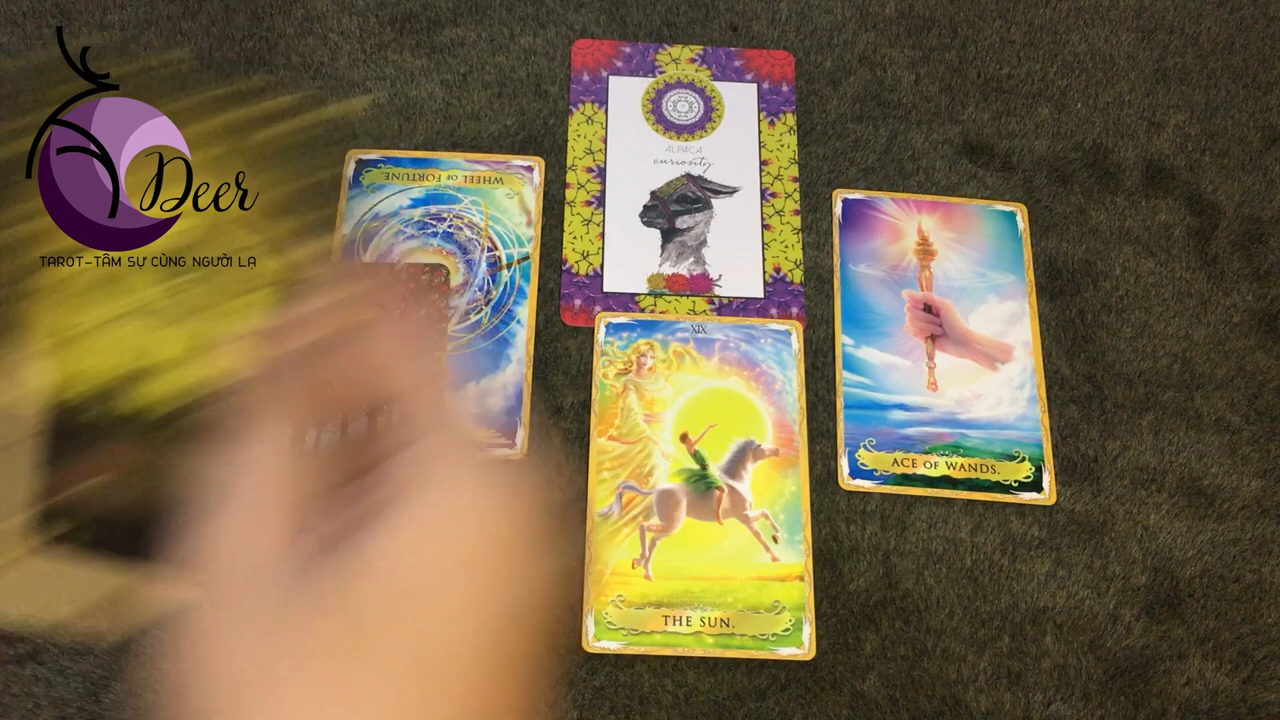 Deer
TAROT-TÂM SỰ CÙNG NGƯỜI LẠ
WHEEL OF FORTUNE.
ALPACA
curiosity
XIX
THE SUN.
ACE OF WANDS.